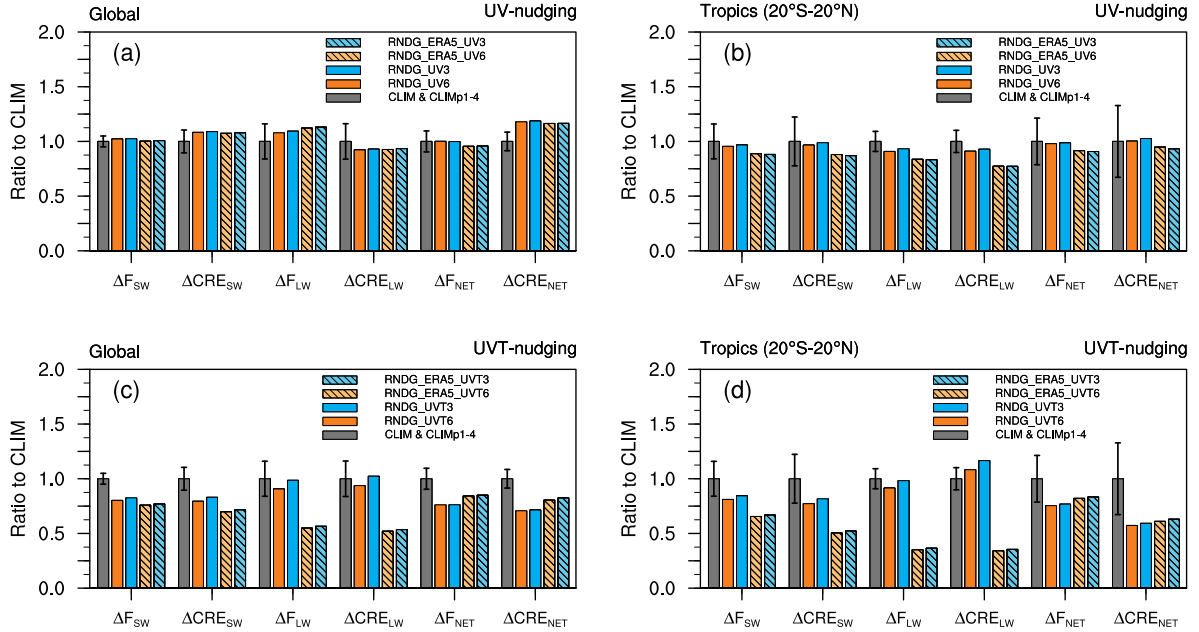 Global UV-nudging
2.0
1.5
1.0
0.5
0.0
Ratio to CLIM
(a)
RNDG_ERA5_UV3
RNDG_ERA5_UV6
RNDG_UV3
RNDG_UV6
CLIM & CLIMp1-4
ΔF_SW ΔCRE_SW ΔF_LW ΔCRE_LW ΔF_NET ΔCRE_NET
Tropics (20°S-20°N) UV-nudging
2.0
1.5
1.0
0.5
0.0
Ratio to CLIM
(b)
RNDG_ERA5_UV3
RNDG_ERA5_UV6
RNDG_UV3
RNDG_UV6
CLIM & CLIMp1-4
ΔF_SW ΔCRE_SW ΔF_LW ΔCRE_LW ΔF_NET ΔCRE_NET
Global UVT-nudging
2.0
1.5
1.0
0.5
0.0
Ratio to CLIM
(c)
RNDG_ERA5_UVT3
RNDG_ERA5_UVT6
RNDG_UVT3
RNDG_UVT6
CLIM & CLIMp1-4
ΔF_SW ΔCRE_SW ΔF_LW ΔCRE_LW ΔF_NET ΔCRE_NET
Tropics (20°S-20°N) UVT-nudging
2.0
1.5
1.0
0.5
0.0
Ratio to CLIM
(d)
RNDG_ERA5_UVT3
RNDG_ERA5_UVT6
RNDG_UVT3
RNDG_UVT6
CLIM & CLIMp1-4
ΔF_SW ΔCRE_SW ΔF_LW ΔCRE_LW ΔF_NET ΔCRE_NET